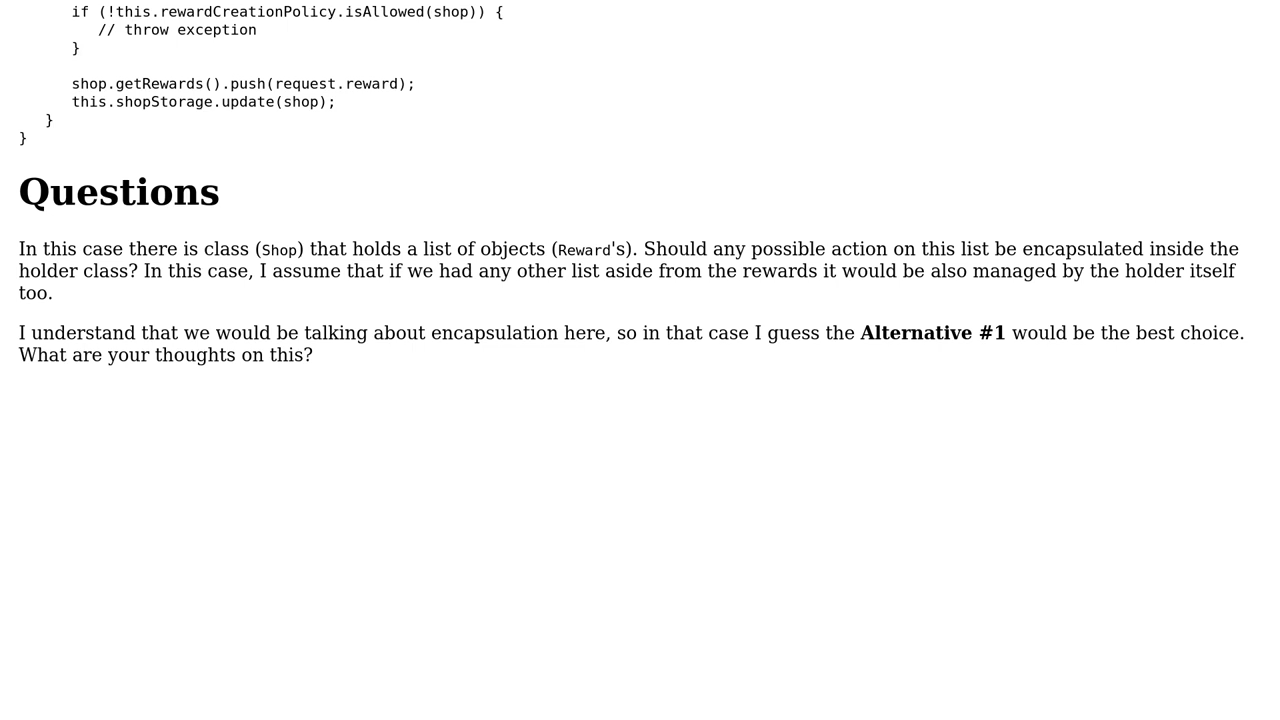 if (!this.rewardCreationPolicy.isAllowed(shop)) {
// throw exception
}
shop.getRewards().push(request.reward);
this.shopStorage.update(shop);
}
}
Questions
In this case there is class (Shop) that holds a list of objects (Reward's). Should any possible action on this list be encapsulated inside the
holder class? In this case, I assume that if we had any other list aside from the rewards it would be also managed by the holder itself
too.
I understand that we would be talking about encapsulation here, so in that case I guess the Alternative #1 would be the best choice.
What are your thoughts on this?